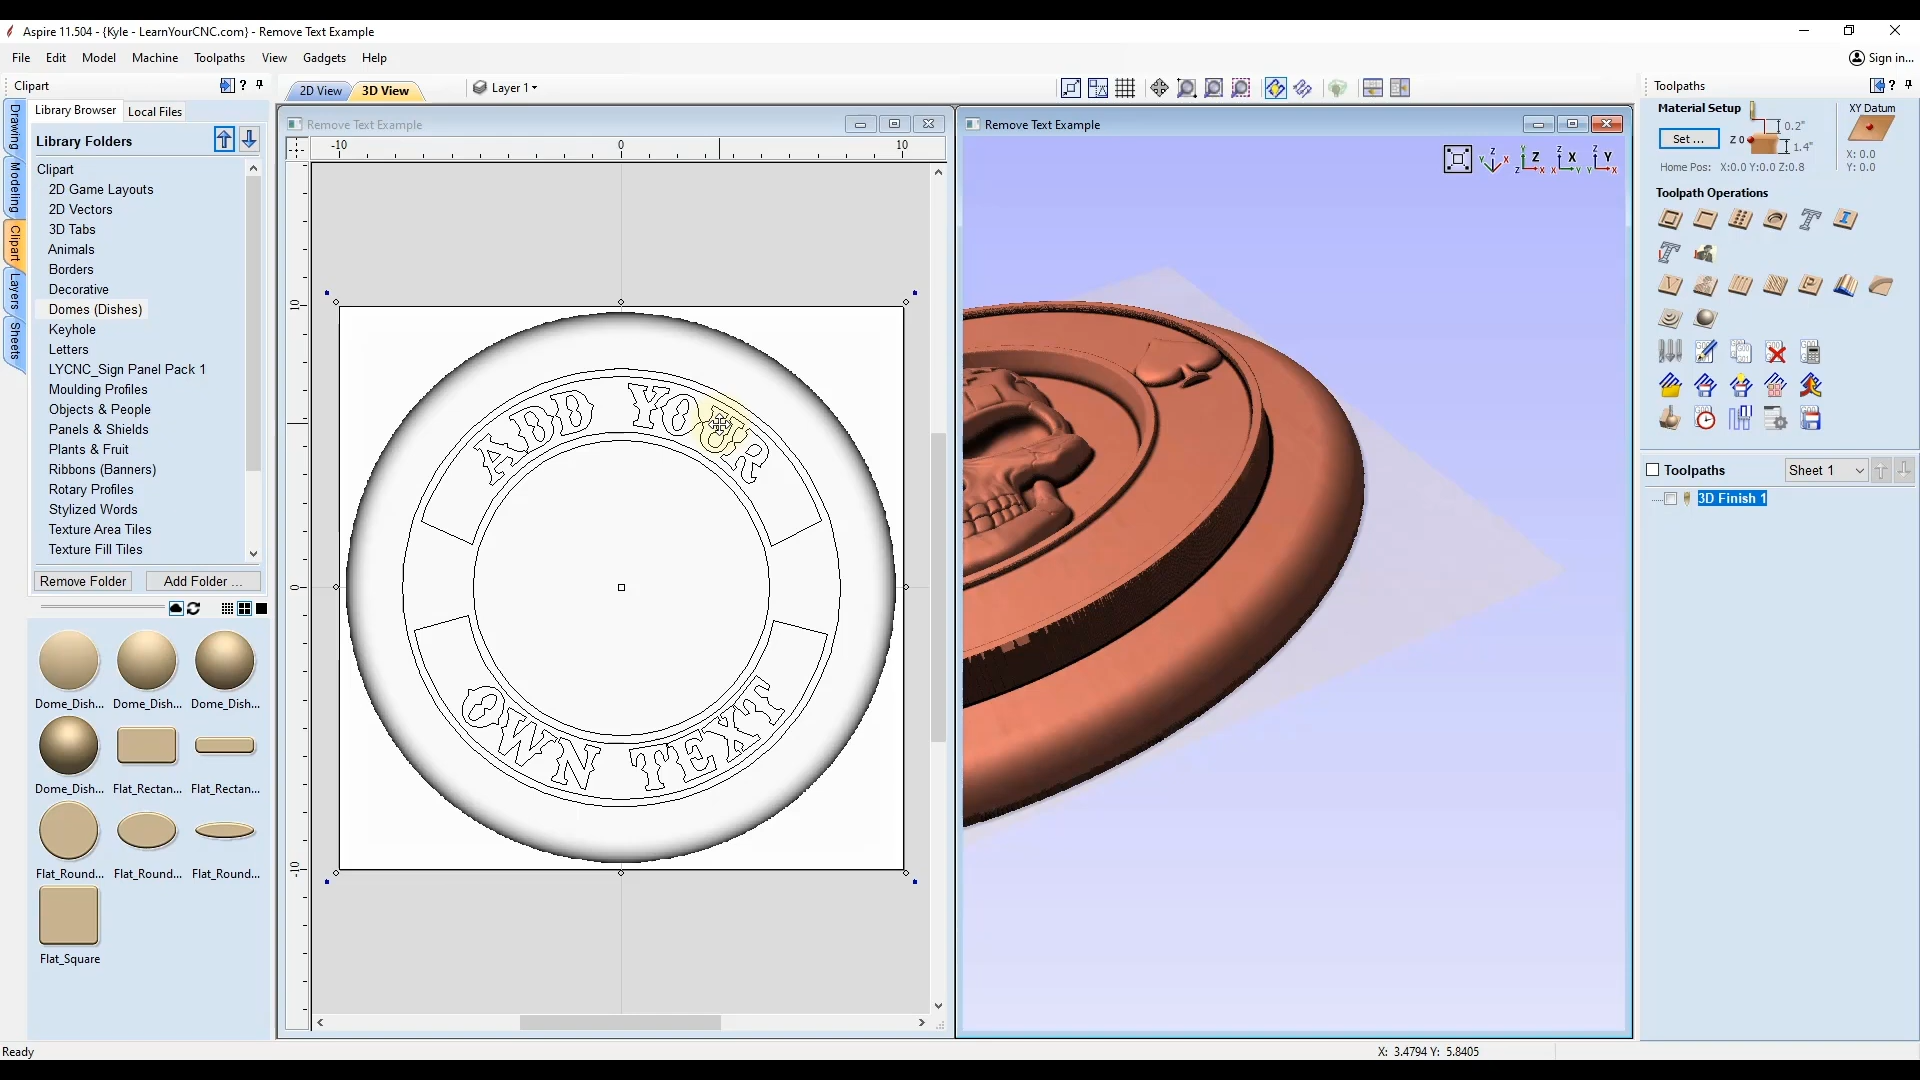 Aspire 11.504 - {Kyle - LearnYourCNC.com} - Remove Text Example
File Edit Model Machine Toolpaths View Gadgets Help
Sign in...
Clipart
?
2D View 3D View
Layer 1
Toolpaths
?
Library Browser Local Files
Drawing
Modeling
Clipart
Layers
Sheets
Library Folders
Clipart
2D Game Layouts
2D Vectors
3D Tabs
Animals
Borders
Decorative
Domes (Dishes)
Keyhole
Letters
LYCNC_Sign Panel Pack 1
Moulding Profiles
Objects & People
Panels & Shields
Plants & Fruit
Ribbons (Banners)
Rotary Profiles
Stylized Words
Texture Area Tiles
Texture Fill Tiles
Remove Folder Add Folder ...
Dome_Dish... Dome_Dish... Dome_Dish...
Dome_Dish... Flat_Rectan... Flat_Rectan...
Flat_Round... Flat_Round... Flat_Round...
Flat_Square
Remove Text Example
-10 0 10
10
0
-10
ADD YOUR
OWN TEXT
Remove Text Example
Z X Y
Material Setup
XY Datum
Set ...
Z 0
0.2"
1.4"
X: 0.0
Y: 0.0
Home Pos: X:0.0 Y:0.0 Z:0.8
Toolpath Operations
Toolpaths
Sheet 1
3D Finish 1
Ready
X: 3.4794 Y: 5.8405